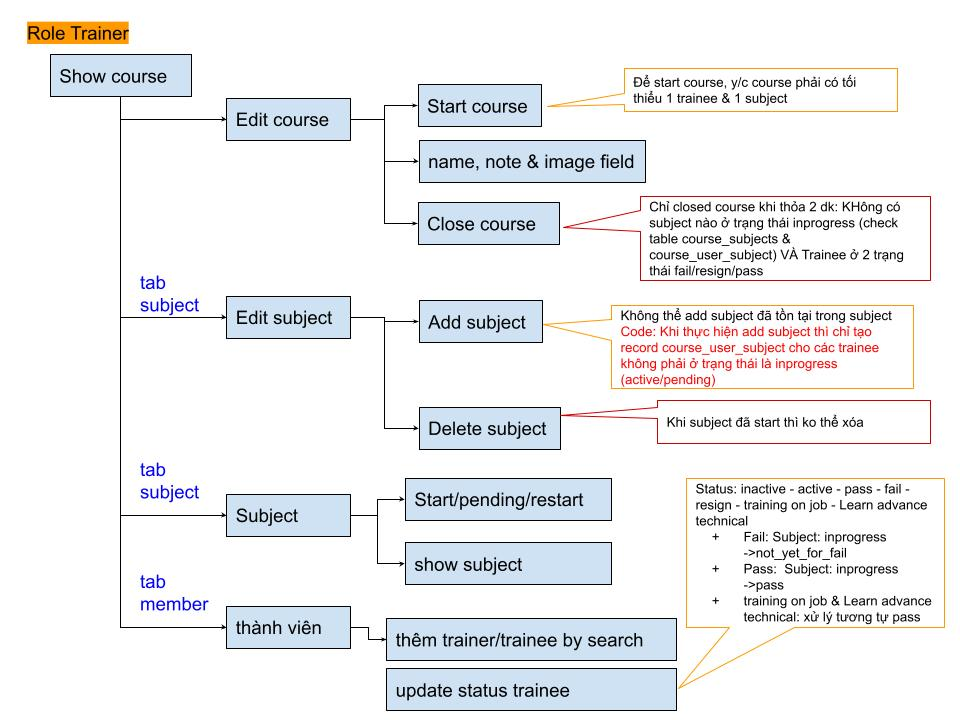 Role Trainer
Show course
Edit course
Start course
Để start course, y/c course phải có tối
thiểu 1 trainee & 1 subject
name, note & image field
Close course
Chỉ closed course khi thỏa 2 dk: KHông có
subject nào ở trạng thái inprogress (check
table course_subjects &
course_user_subject) VÀ Trainee ở 2 trạng
thái fail/resign/pass
tab
subject
Edit subject
Add subject
Không thể add subject đã tồn tại trong subject
Code: Khi thực hiện add subject thì chỉ tạo
record course_user_subject cho các trainee
không phải ở trạng thái là inprogress
(active/pending)
Delete subject
Khi subject đã start thì ko thể xóa
tab
subject
Subject
Start/pending/restart
show subject
Status: inactive - active - pass - fail -
resign - training on job - Learn advance
technical
+ Fail: Subject: inprogress
->not_yet_for_fail
+ Pass: Subject: inprogress
->pass
+ training on job & Learn advance
technical: xử lý tương tự pass
tab
member
thành viên
thêm trainer/trainee by search
update status trainee